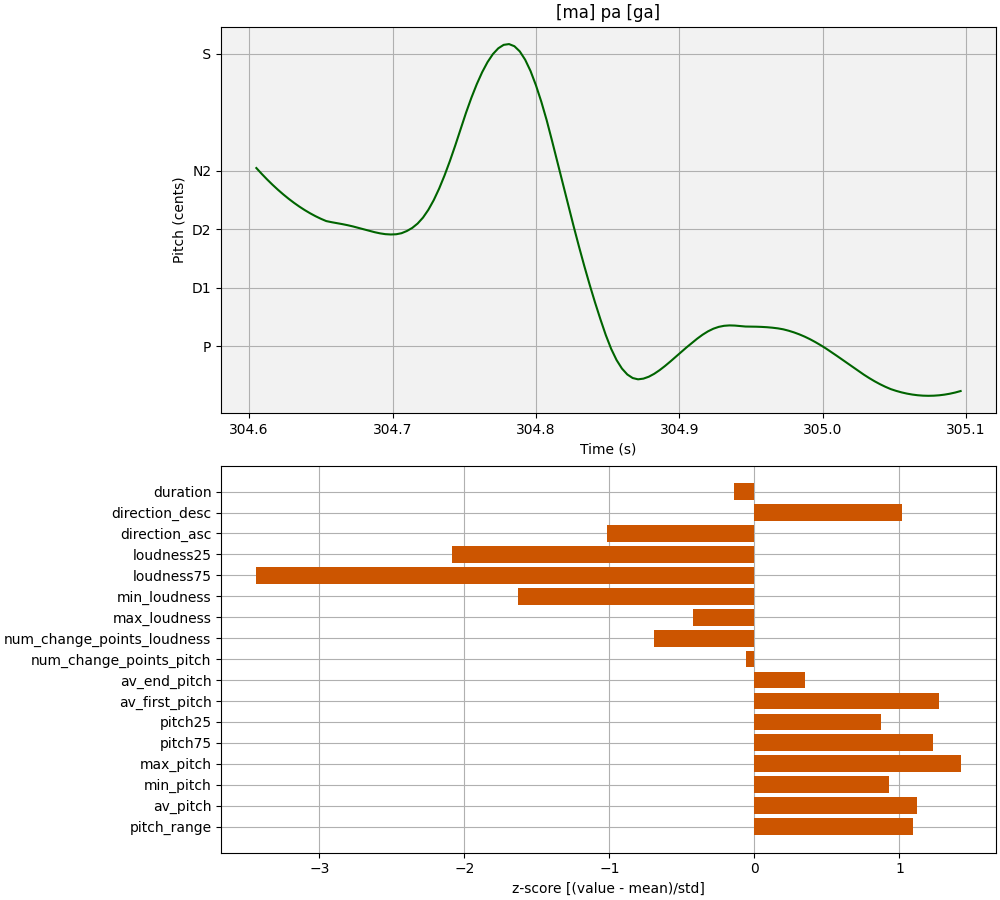 [ma] pa [ga]
S
N2
D2
D1
P
Pitch (cents)
304.6 304.7 304.8 304.9 305.0 305.1
Time (s)
duration
direction_desc
direction_asc
loudness25
loudness75
min_loudness
max_loudness
num_change_points_loudness
num_change_points_pitch
av_end_pitch
av_first_pitch
pitch25
pitch75
max_pitch
min_pitch
av_pitch
pitch_range
−3 −2 −1 0 1
z-score [(value - mean)/std]